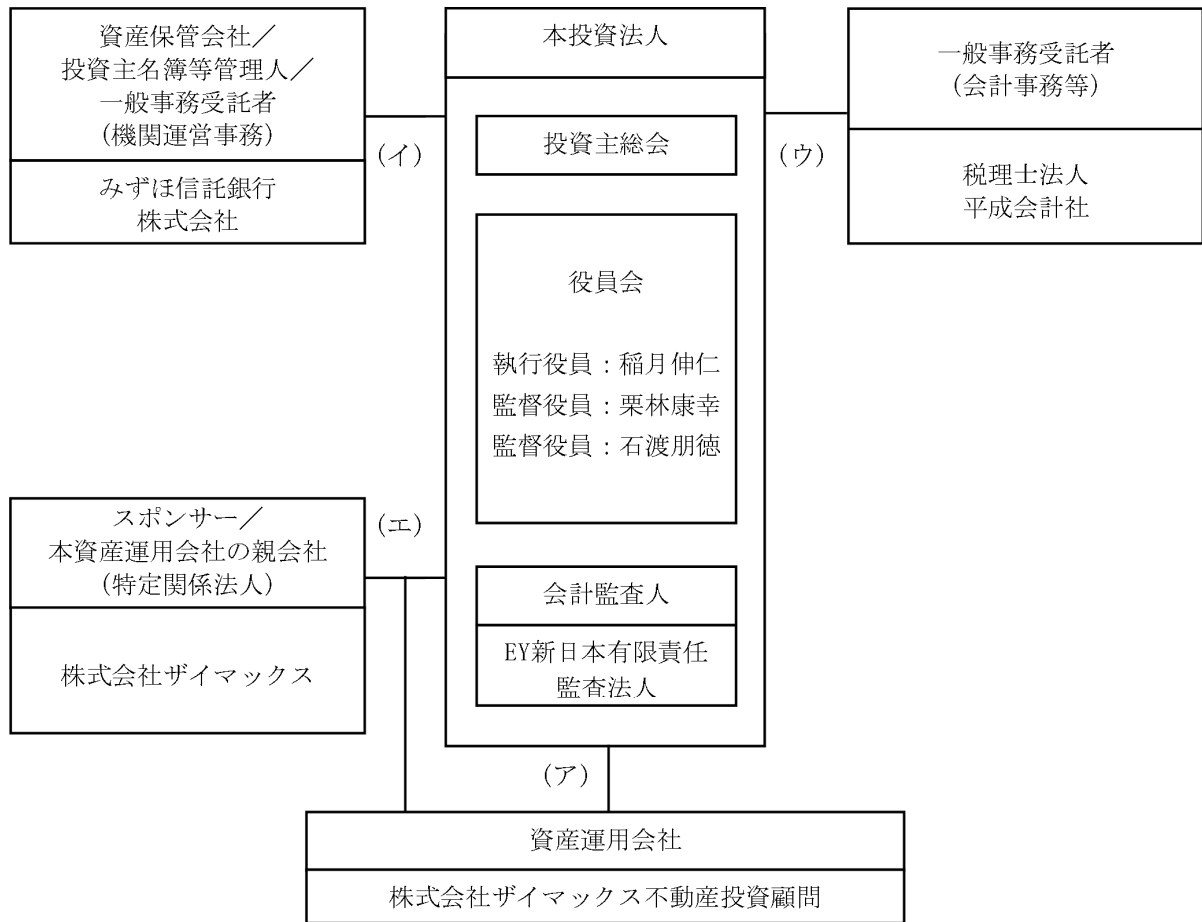 資産保管会社／
投資主名簿等管理人／
一般事務受託者
(機関運営事務)
みずほ信託銀行
株式会社
(イ)
本投資法人
投資主総会
役員会
執行役員：稲月伸仁
監督役員：栗林康幸
監督役員：石渡朋徳
会計監査人
EY新日本有限責任
監査法人
(ウ)
一般事務受託者
(会計事務等)
税理士法人
平成会計社
スポンサー／
本資産運用会社の親会社
(特定関係法人)
株式会社ザイマックス
(エ)
(ア)
資産運用会社
株式会社ザイマックス不動産投資顧問